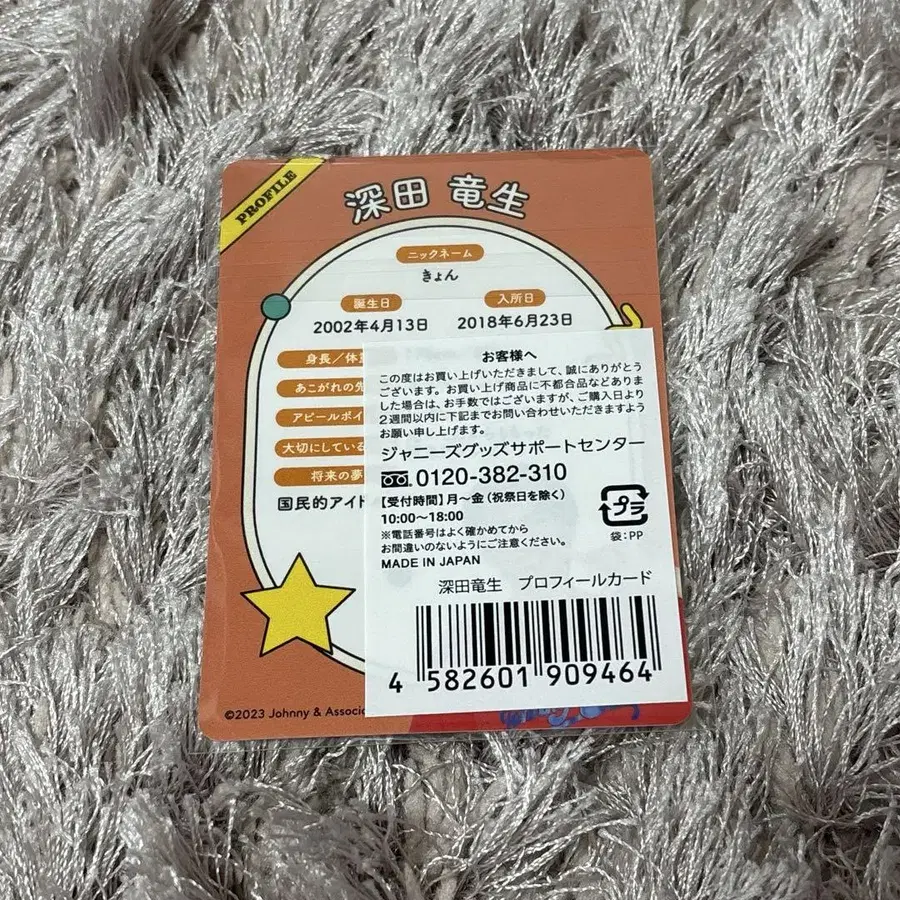 PROFILE
深田 竜生
ニックネーム
きょん
誕生日
入所日
2002年4月13日
2018年6月23日
身長／体重
あこがれの先
アピールポイ
大切にしている
将来の夢
国民的アイド
お客様へ
この度はお買い上げいただきまして、誠にありがとう
ございます。お買い上げ商品に不都合品などありま
した場合は、お手数ではございますが、ご購入日より
2週間以内に下記までお問い合わせいただきますよう
お願い申し上げます。
ジャニーズグッズサポートセンター
0120-382-310
【受付時間】月〜金（祝祭日を除く）
10:00〜18:00
※電話番号はよく確かめてから
お間違いのないようにご注意ください。
MADE IN JAPAN
プラ
袋：PP
深田竜生 プロフィールカード
4 582601 909464
©2023 Johnny & Associ